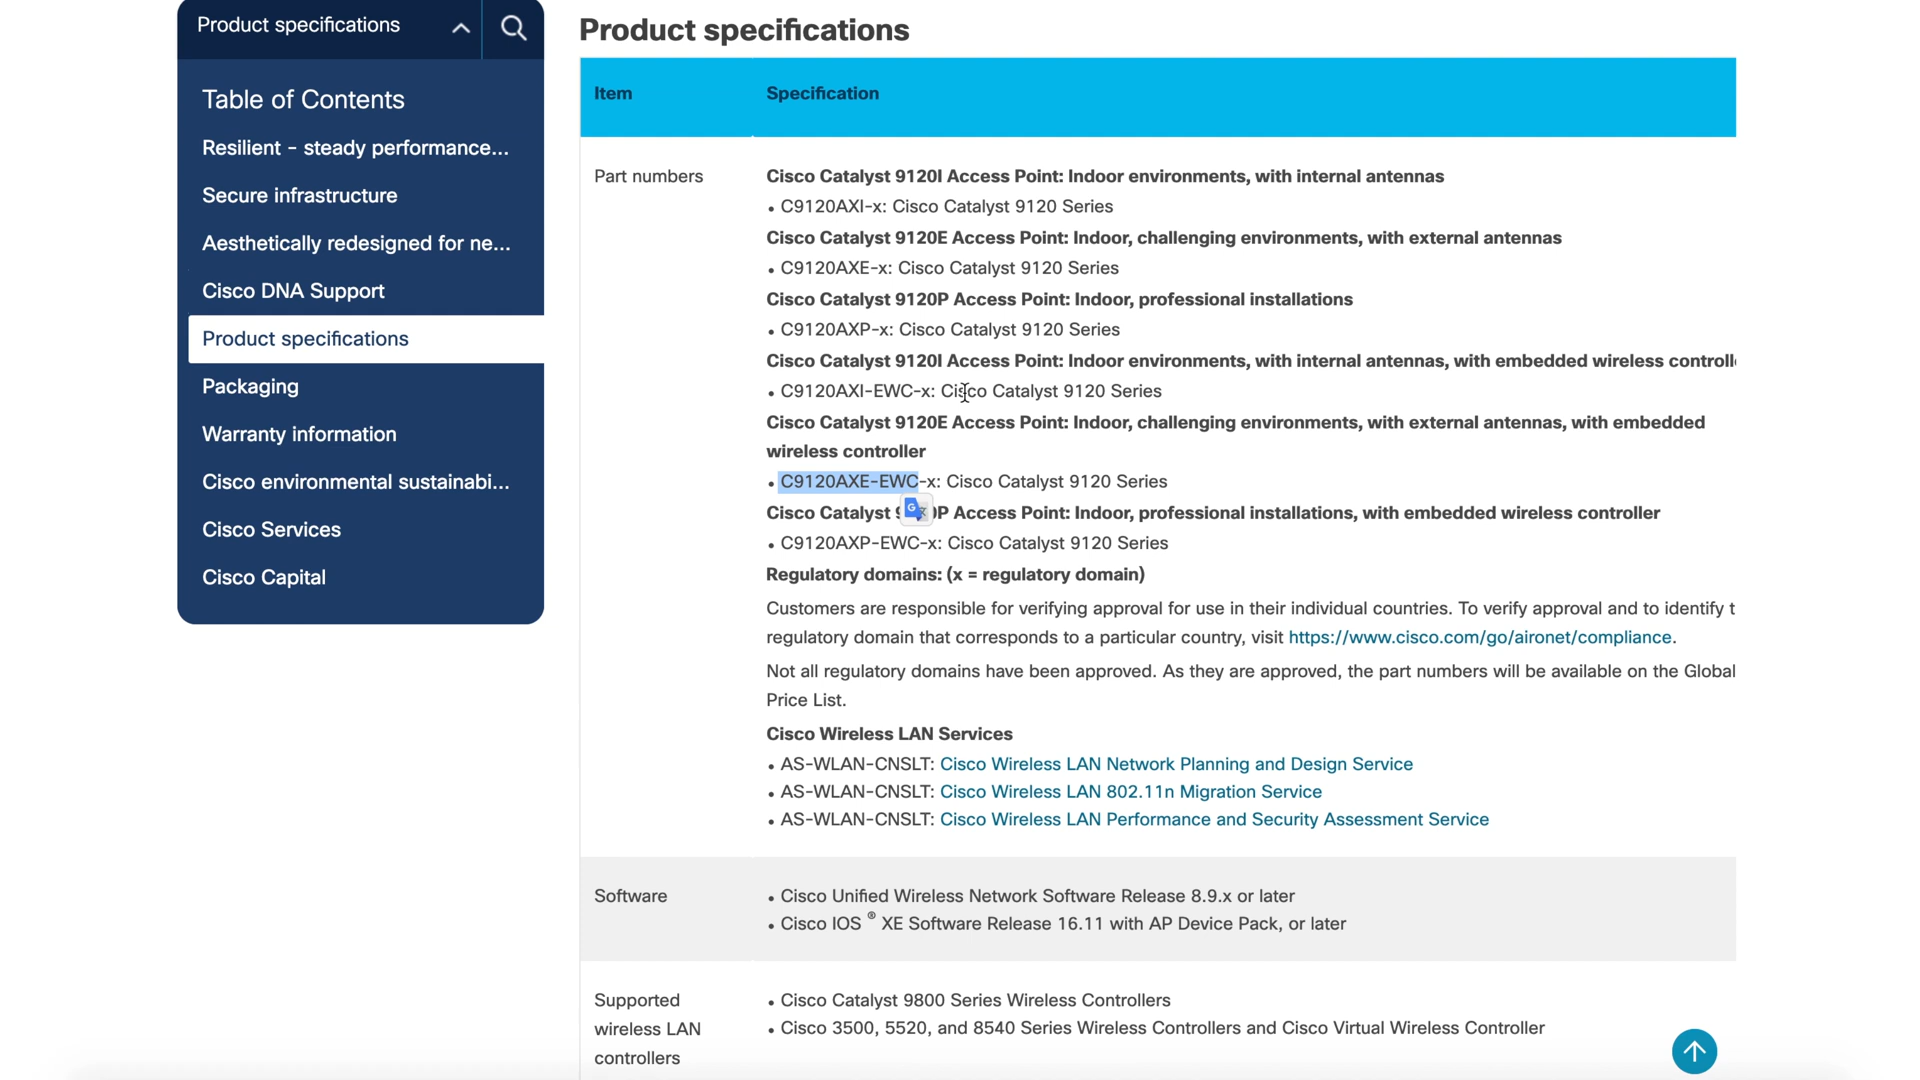 Product specifications
Table of Contents
Resilient - steady performance...
Secure infrastructure
Aesthetically redesigned for ne...
Cisco DNA Support
Product specifications
Packaging
Warranty information
Cisco environmental sustainabi...
Cisco Services
Cisco Capital
Product specifications
Item Specification
Part numbers
Cisco Catalyst 9120I Access Point: Indoor environments, with internal antennas
• C9120AXI-x: Cisco Catalyst 9120 Series
Cisco Catalyst 9120E Access Point: Indoor, challenging environments, with external antennas
• C9120AXE-x: Cisco Catalyst 9120 Series
Cisco Catalyst 9120P Access Point: Indoor, professional installations
• C9120AXP-x: Cisco Catalyst 9120 Series
Cisco Catalyst 9120I Access Point: Indoor environments, with internal antennas, with embedded wireless controll
• C9120AXI-EWC-x: Cisco Catalyst 9120 Series
Cisco Catalyst 9120E Access Point: Indoor, challenging environments, with external antennas, with embedded
wireless controller
• C9120AXE-EWC-x: Cisco Catalyst 9120 Series
Cisco Catalyst P Access Point: Indoor, professional installations, with embedded wireless controller
• C9120AXP-EWC-x: Cisco Catalyst 9120 Series
Regulatory domains: (x = regulatory domain)
Customers are responsible for verifying approval for use in their individual countries. To verify approval and to identify t
regulatory domain that corresponds to a particular country, visit https://www.cisco.com/go/aironet/compliance.
Not all regulatory domains have been approved. As they are approved, the part numbers will be available on the Global
Price List.
Cisco Wireless LAN Services
• AS-WLAN-CNSLT: Cisco Wireless LAN Network Planning and Design Service
• AS-WLAN-CNSLT: Cisco Wireless LAN 802.11n Migration Service
• AS-WLAN-CNSLT: Cisco Wireless LAN Performance and Security Assessment Service
Software
• Cisco Unified Wireless Network Software Release 8.9.x or later
• Cisco IOS ® XE Software Release 16.11 with AP Device Pack, or later
Supported
wireless LAN
controllers
• Cisco Catalyst 9800 Series Wireless Controllers
• Cisco 3500, 5520, and 8540 Series Wireless Controllers and Cisco Virtual Wireless Controller